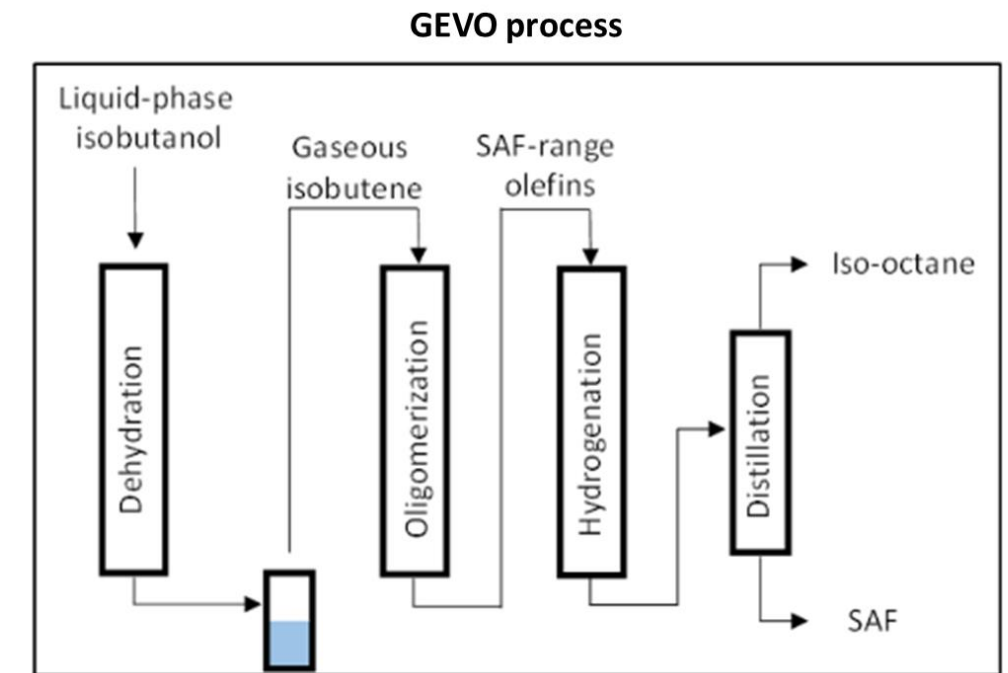 GEVO process
Liquid-phase
isobutanol
Gaseous
isobutene
SAF-range
olefins
Iso-octane
Dehydration
Oligomerization
Hydrogenation
Distillation
SAF